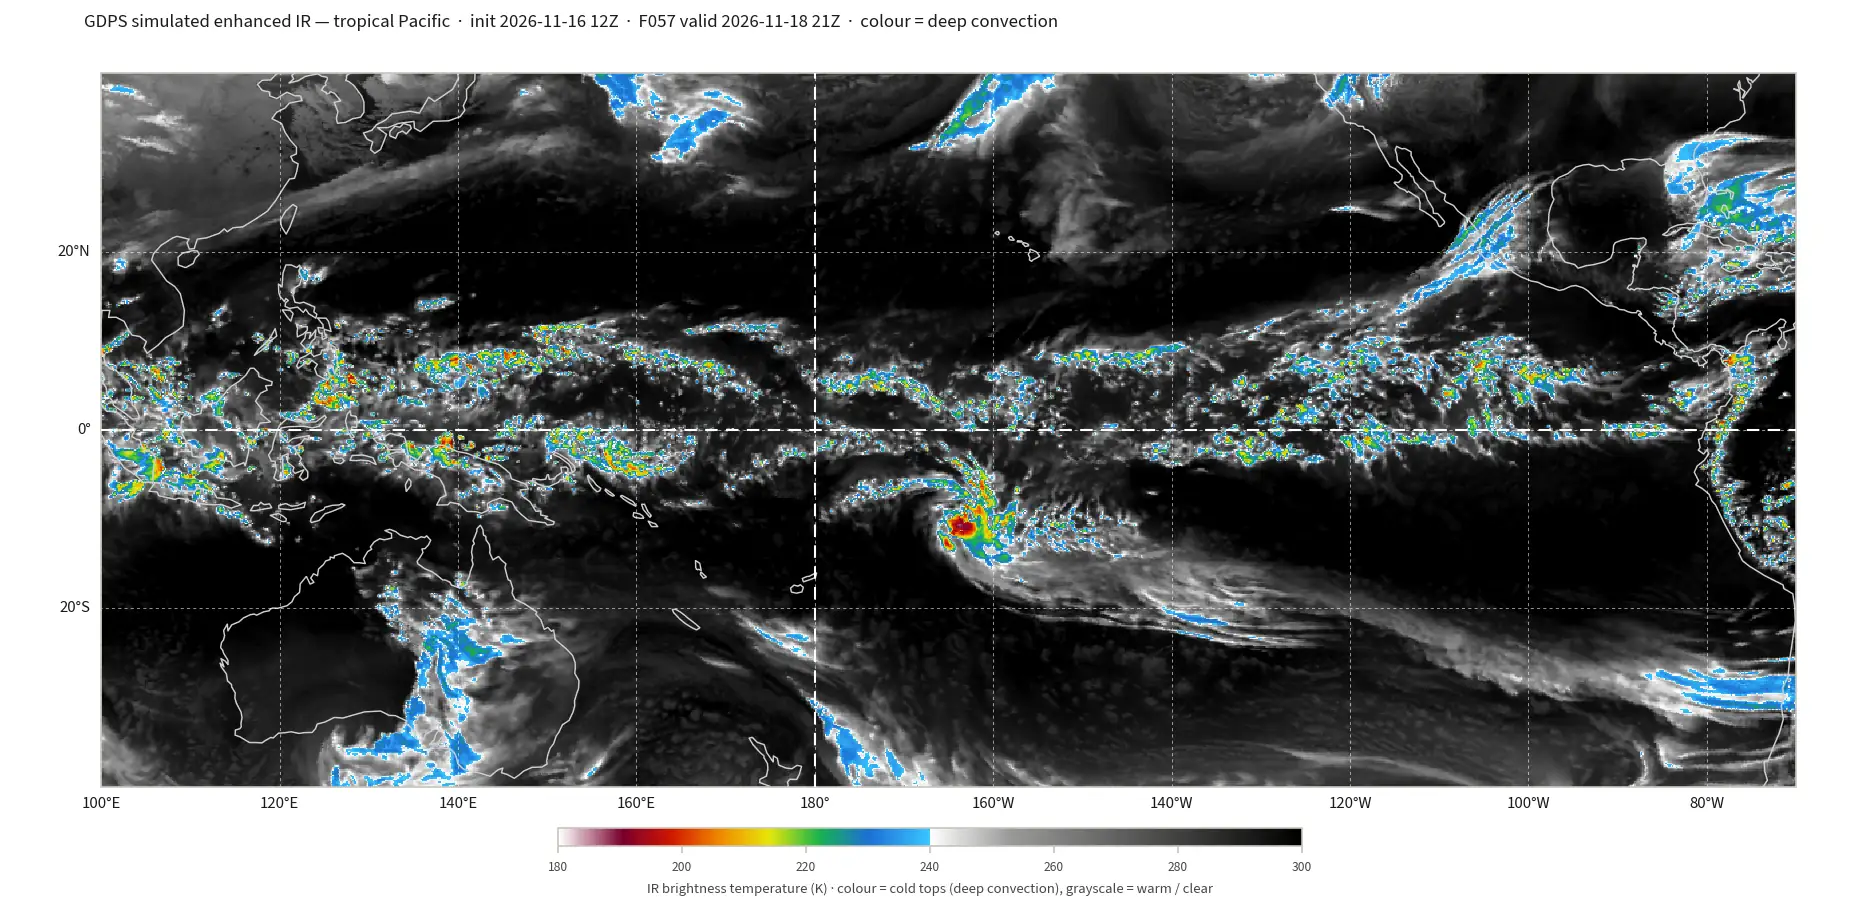 GDPS simulated enhanced IR — tropical Pacific · init 2026-11-16 12Z · F057 valid 2026-11-18 21Z · colour = deep convection
20°N
0°
20°S
100°E 120°E 140°E 160°E 180° 160°W 140°W 120°W 100°W 80°W
180 200 220 240 260 280 300
IR brightness temperature (K) · colour = cold tops (deep convection), grayscale = warm / clear